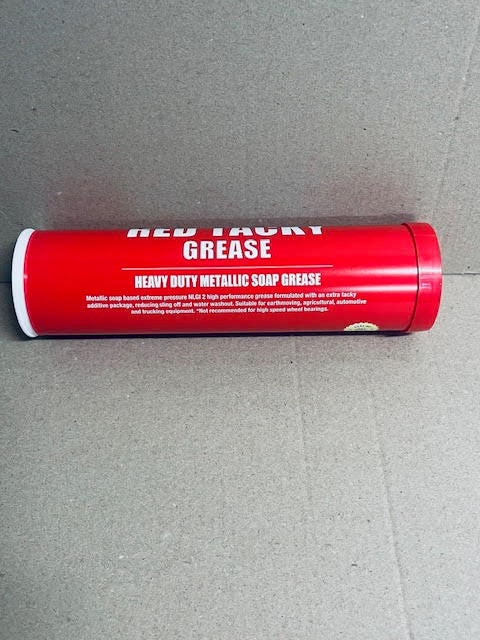 RED TACKY
GREASE
HEAVY DUTY METALLIC SOAP GREASE
Metallic soap based extreme pressure NLGI 2 high performance grease formulated with an extra tacky
additive package, reducing sling off and water washout. Suitable for earthmoving, agricultural, automotive
and trucking equipment. *Not recommended for high speed wheel bearings.